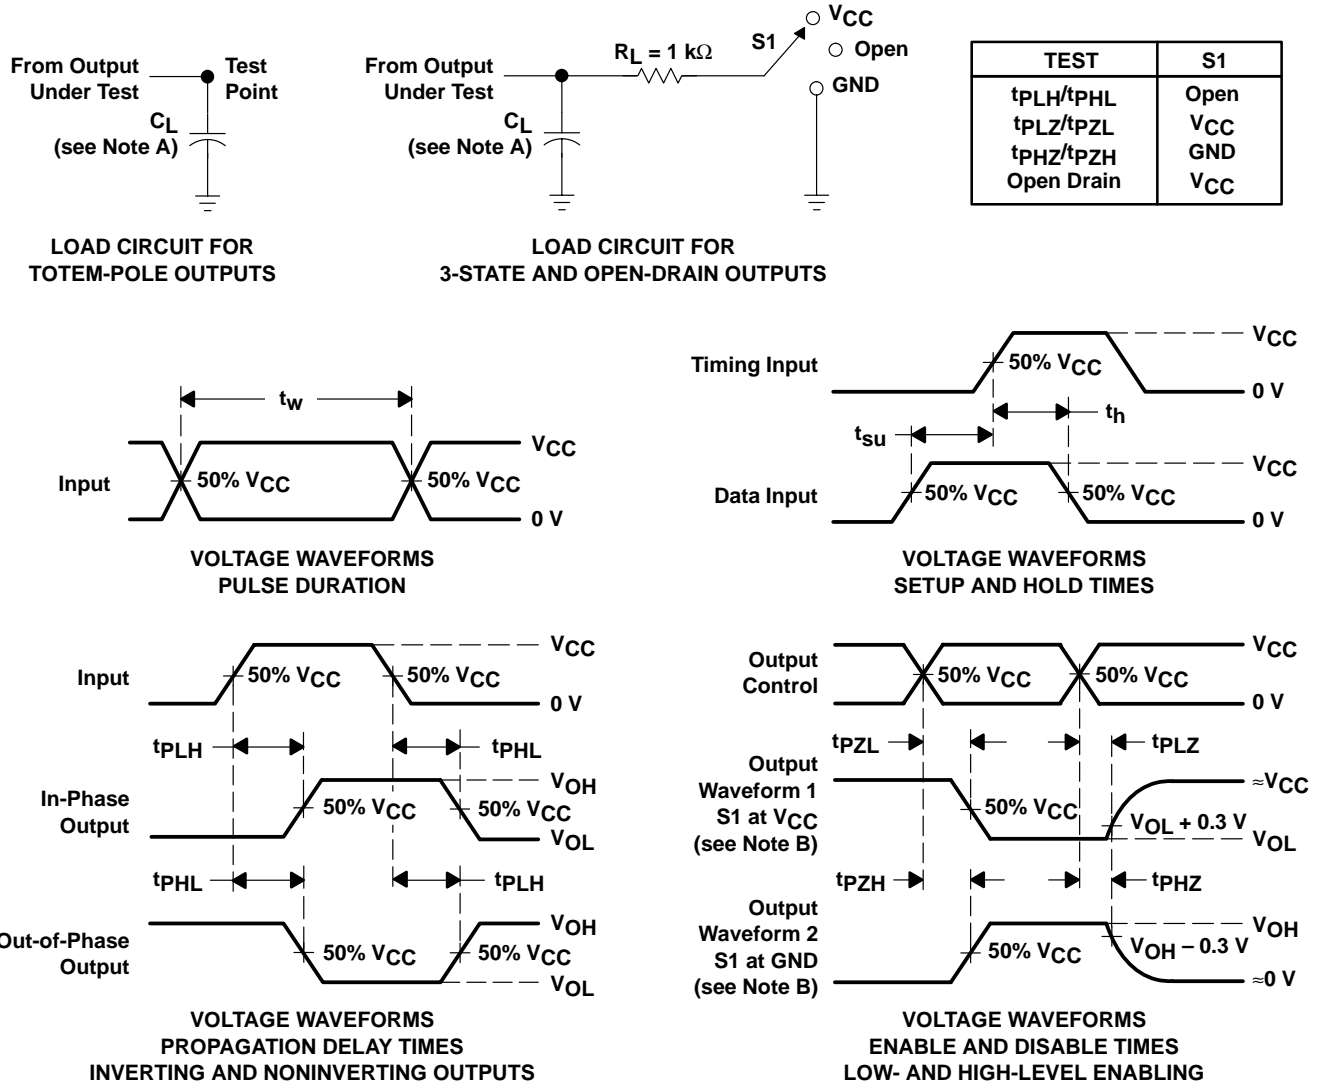 From Output
Under Test
Test
Point
CL
(see Note A)
LOAD CIRCUIT FOR
TOTEM-POLE OUTPUTS
From Output
Under Test
CL
(see Note A)
RL = 1 kΩ
S1
VCC
Open
GND
LOAD CIRCUIT FOR
3-STATE AND OPEN-DRAIN OUTPUTS
TEST S1
tPLH/tPHL Open
tPLZ/tPZL VCC
tPHZ/tPZH GND
Open Drain VCC
tw
Input
50% VCC
50% VCC
VCC
0 V
VOLTAGE WAVEFORMS
PULSE DURATION
Timing Input
50% VCC
VCC
0 V
th
tsu
Data Input
50% VCC
50% VCC
VCC
0 V
VOLTAGE WAVEFORMS
SETUP AND HOLD TIMES
Input
50% VCC
50% VCC
VCC
0 V
tPLH
tPHL
In-Phase
Output
50% VCC
50% VCC
VOH
VOL
tPHL
tPLH
Out-of-Phase
Output
50% VCC
50% VCC
VOH
VOL
VOLTAGE WAVEFORMS
PROPAGATION DELAY TIMES
INVERTING AND NONINVERTING OUTPUTS
Output
Control
50% VCC
50% VCC
VCC
0 V
tPZL
tPLZ
Output
Waveform 1
S1 at VCC
(see Note B)
50% VCC
≈VCC
VOL + 0.3 V
VOL
tPZH
tPHZ
Output
Waveform 2
S1 at GND
(see Note B)
50% VCC
VOH
VOH − 0.3 V
≈0 V
VOLTAGE WAVEFORMS
ENABLE AND DISABLE TIMES
LOW- AND HIGH-LEVEL ENABLING